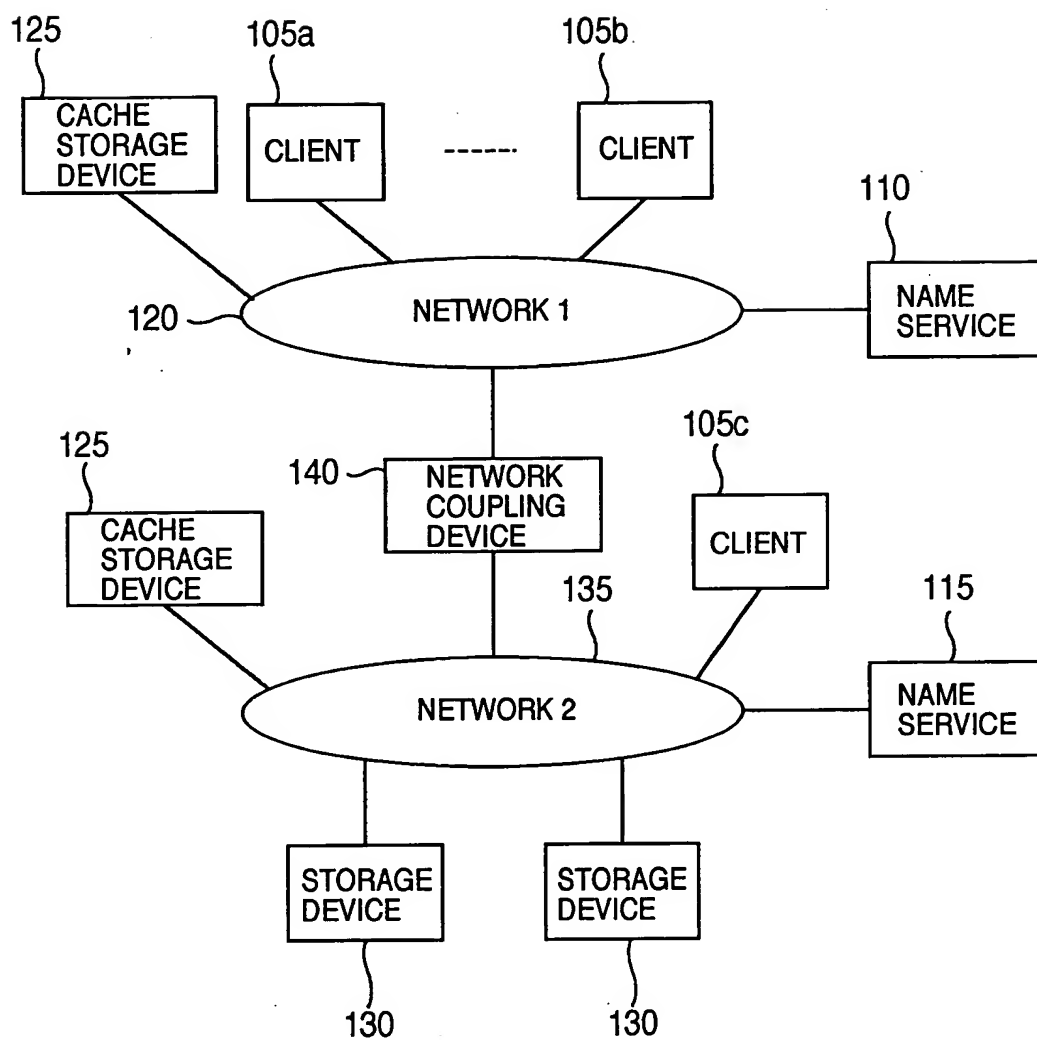 125
105a
105b
CACHE
STORAGE
DEVICE
CLIENT
CLIENT
110
NAME
SERVICE
NETWORK 1
120
125
140
NETWORK
COUPLING
DEVICE
105c
CACHE
STORAGE
DEVICE
CLIENT
135
115
NETWORK 2
NAME
SERVICE
STORAGE
DEVICE
STORAGE
DEVICE
130
130